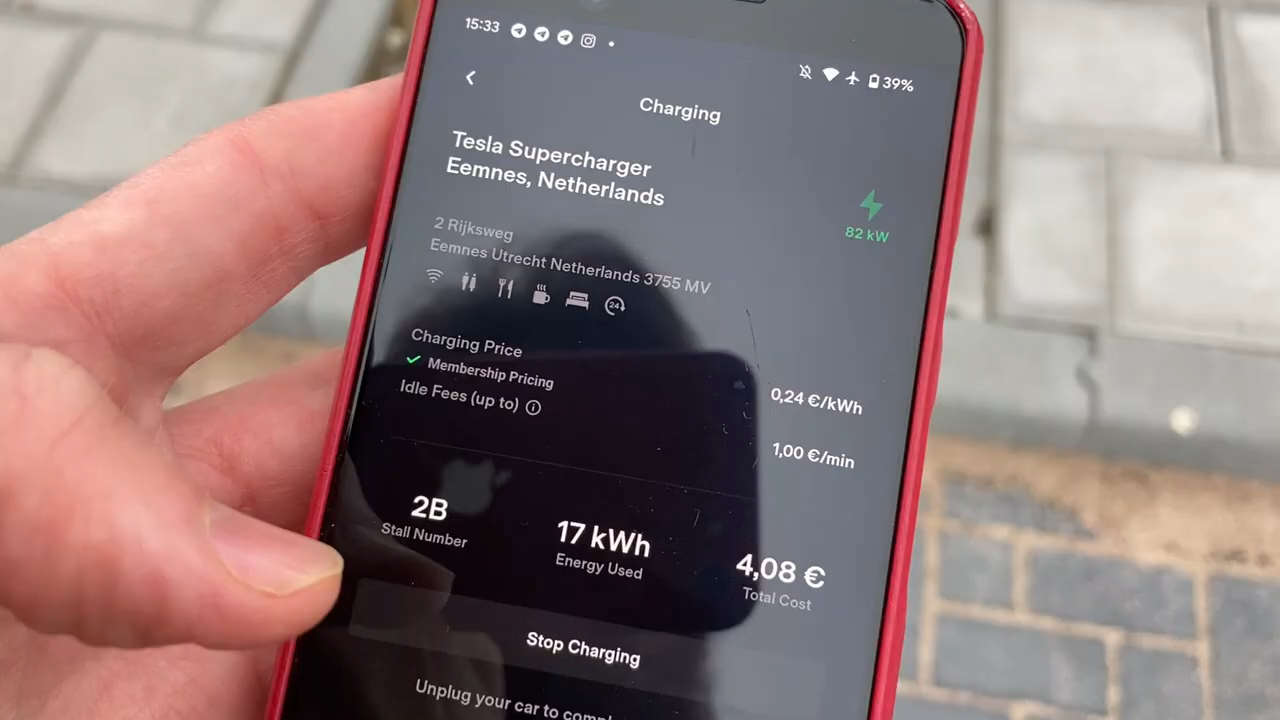 15:33
39%
Charging
Tesla Supercharger
Eemnes, Netherlands
82 kW
2 Rijksweg
Eemnes Utrecht Netherlands 3755 MV
24
Charging Price
Membership Pricing
0,24 €/kWh
Idle Fees (up to)
1,00 €/min
2B
Stall Number
17 kWh
Energy Used
4,08 €
Total Cost
Stop Charging
Unplug your car to